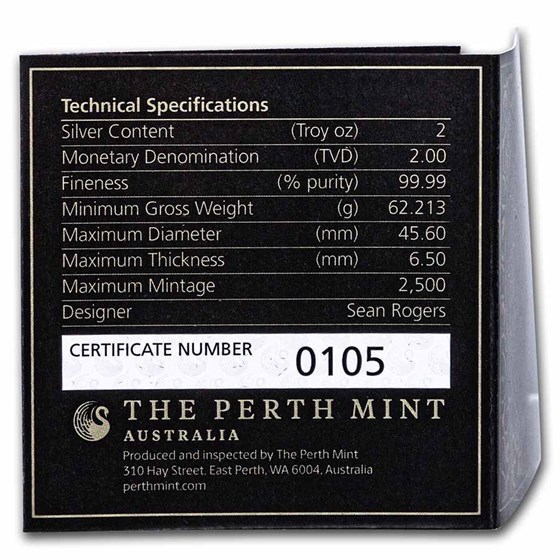 Technical Specifications
Silver Content (Troy oz) 2
Monetary Denomination (TVD) 2.00
Fineness (% purity) 99.99
Minimum Gross Weight (g) 62.213
Maximum Diameter (mm) 45.60
Maximum Thickness (mm) 6.50
Maximum Mintage 2,500
Designer Sean Rogers
CERTIFICATE NUMBER 0105
THE PERTH MINT
AUSTRALIA
Produced and inspected by The Perth Mint
310 Hay Street, East Perth, WA 6004, Australia
perthmint.com